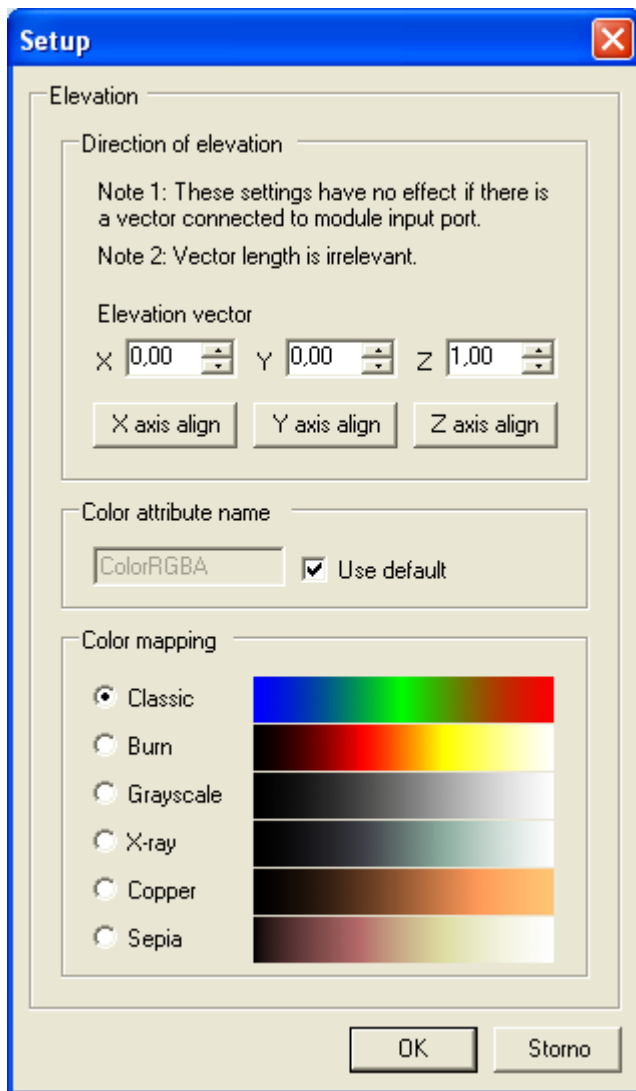 Setup
Elevation
Direction of elevation
Note 1: These settings have no effect if there is
a vector connected to module input port.
Note 2: Vector length is irrelevant.
Elevation vector
X 0,00 Y 0,00 Z 1,00
X axis align Y axis align Z axis align
Color attribute name
ColorRGBA Use default
Color mapping
Classic
Burn
Grayscale
X-ray
Copper
Sepia
OK Storno